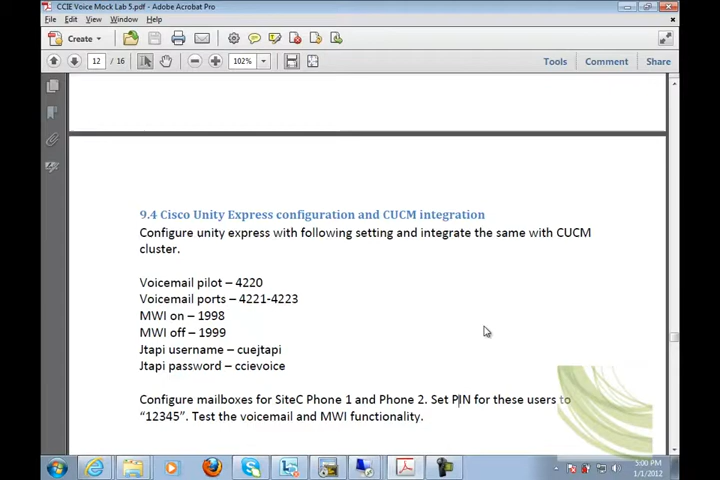 CCIE Voice Mock Lab 5.pdf - Adobe Acrobat Pro
File Edit View Window Help
Create
12 / 16 102% Tools Comment Share
9.4 Cisco Unity Express configuration and CUCM integration
Configure unity express with following setting and integrate the same with CUCM
cluster.
Voicemail pilot – 4220
Voicemail ports – 4221-4223
MWI on – 1998
MWI off – 1999
Jtapi username – cuejtapi
Jtapi password – ccievoice
Configure mailboxes for SiteC Phone 1 and Phone 2. Set PIN for these users to
“12345”. Test the voicemail and MWI functionality.
5:00 PM
1/1/2012